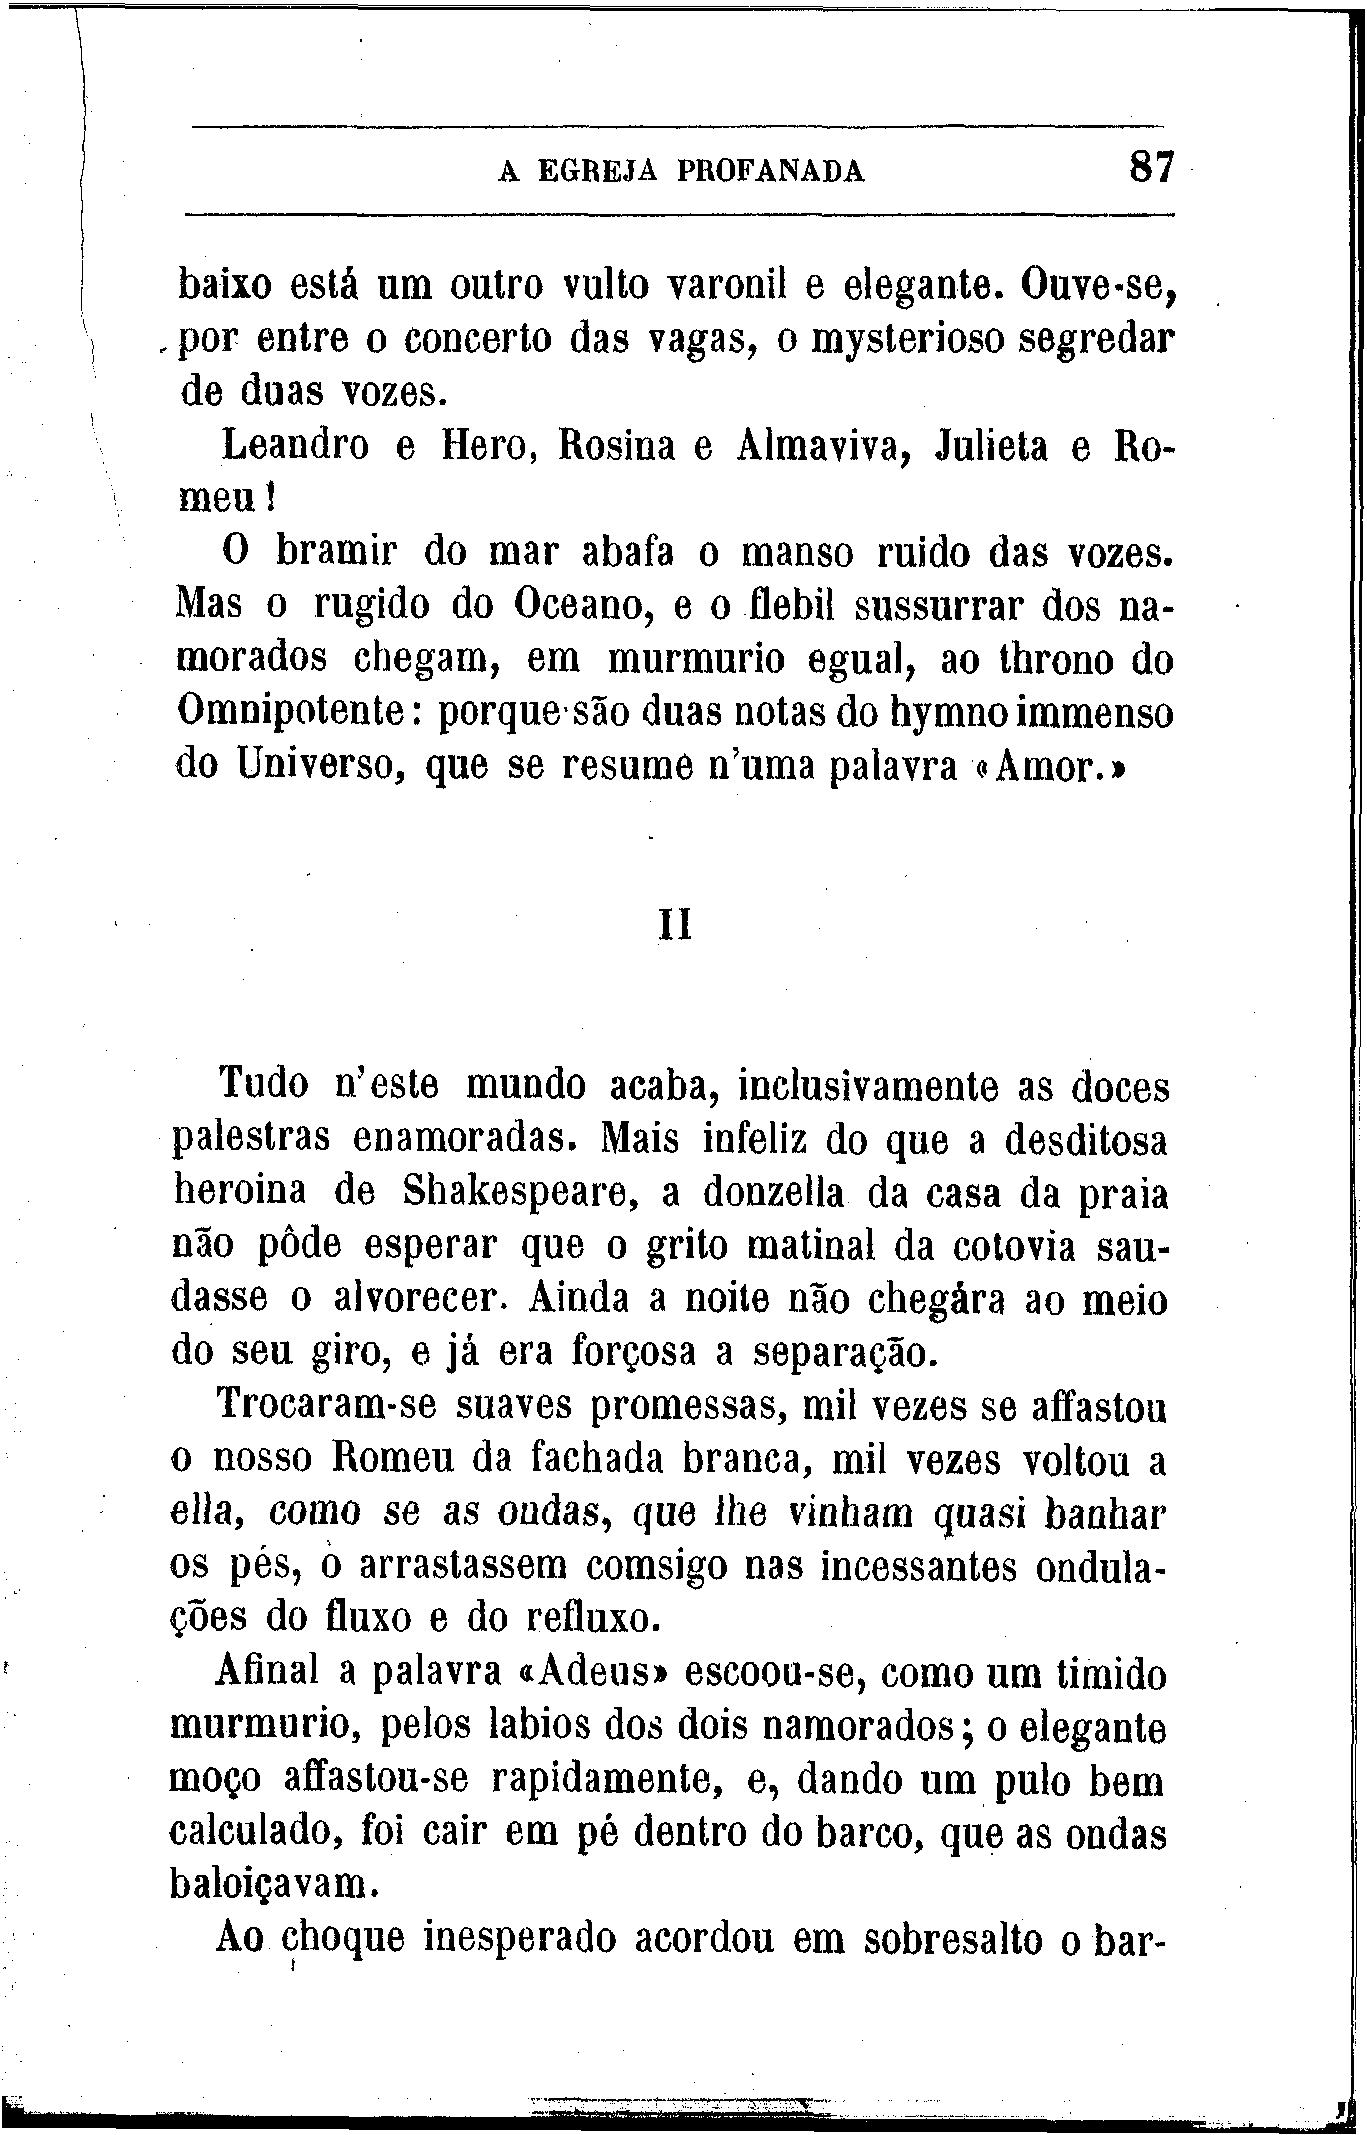 A EGREJA PROFANADA 87
baixo está um outro vulto varonil e elegante. Ouve-se,
por entre o concerto das vagas, o mysterioso segredar
de duas vozes.
Leandro e Hero, Rosina e Almaviva, Julieta e Ro-
meu!
O bramir do mar abafa o manso ruido das vozes.
Mas o rugido do Oceano, e o flebil sussurrar dos na-
morados chegam, em murmurio egual, ao throno do
Omnipotente: porque são duas notas do hymno immenso
do Universo, que se resume n'uma palavra «Amor.»
II
Tudo n'este mundo acaba, inclusivamente as doces
palestras enamoradas. Mais infeliz do que a desditosa
heroina de Shakespeare, a donzella da casa da praia
não pôde esperar que o grito matinal da cotovia sau-
dasse o alvorecer. Ainda a noite não chegára ao meio
do seu giro, e já era forçosa a separação.
Trocaram-se suaves promessas, mil vezes se affastou
o nosso Romeu da fachada branca, mil vezes voltou a
ella, como se as ondas, que lhe vinham quasi banhar
os pés, o arrastassem comsigo nas incessantes ondula-
ções do fluxo e do refluxo.
Afinal a palavra «Adeus» escoou-se, como um timido
murmurio, pelos labios dos dois namorados; o elegante
moço affastou-se rapidamente, e, dando um pulo bem
calculado, foi cair em pé dentro do barco, que as ondas
baloiçavam.
Ao choque inesperado acordou em sobresalto o bar-